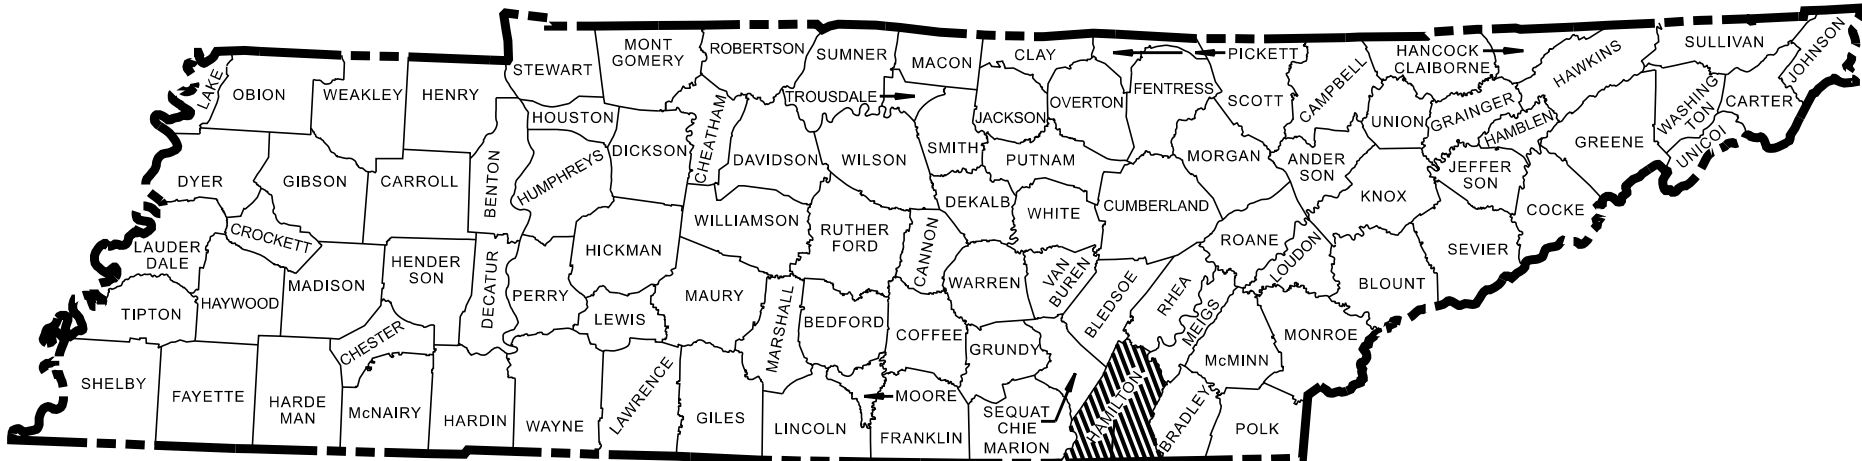 LAKE
OBION
WEAKLEY
HENRY
STEWART
MONT
GOMERY
ROBERTSON
SUMNER
MACON
CLAY
PICKETT
HANCOCK
CLAIBORNE
HAWKINS
SULLIVAN
JOHNSON
TROUSDALE
HOUSTON
CHEATHAM
JACKSON
OVERTON
FENTRESS
SCOTT
CAMPBELL
UNION
GRAINGER
HAMBLEN
GREENE
WASHING
TON
CARTER
UNICOI
DYER
GIBSON
CARROLL
BENTON
HUMPHREYS
DICKSON
DAVIDSON
WILSON
SMITH
PUTNAM
MORGAN
ANDER
SON
KNOX
JEFFER
SON
COCKE
LAUDER
DALE
CROCKETT
MADISON
HENDER
SON
DECATUR
PERRY
HICKMAN
WILLIAMSON
RUTHER
FORD
CANNON
DEKALB
WHITE
CUMBERLAND
ROANE
LOUDON
BLOUNT
SEVIER
TIPTON
HAYWOOD
CHESTER
LEWIS
MAURY
MARSHALL
BEDFORD
COFFEE
WARREN
VAN
BUREN
BLEDSOE
RHEA
MEIGS
McMINN
MONROE
SHELBY
FAYETTE
HARDE
MAN
McNAIRY
HARDIN
WAYNE
LAWRENCE
GILES
LINCOLN
MOORE
FRANKLIN
GRUNDY
SEQUAT
CHIE
MARION
HAMILTON
BRADLEY
POLK